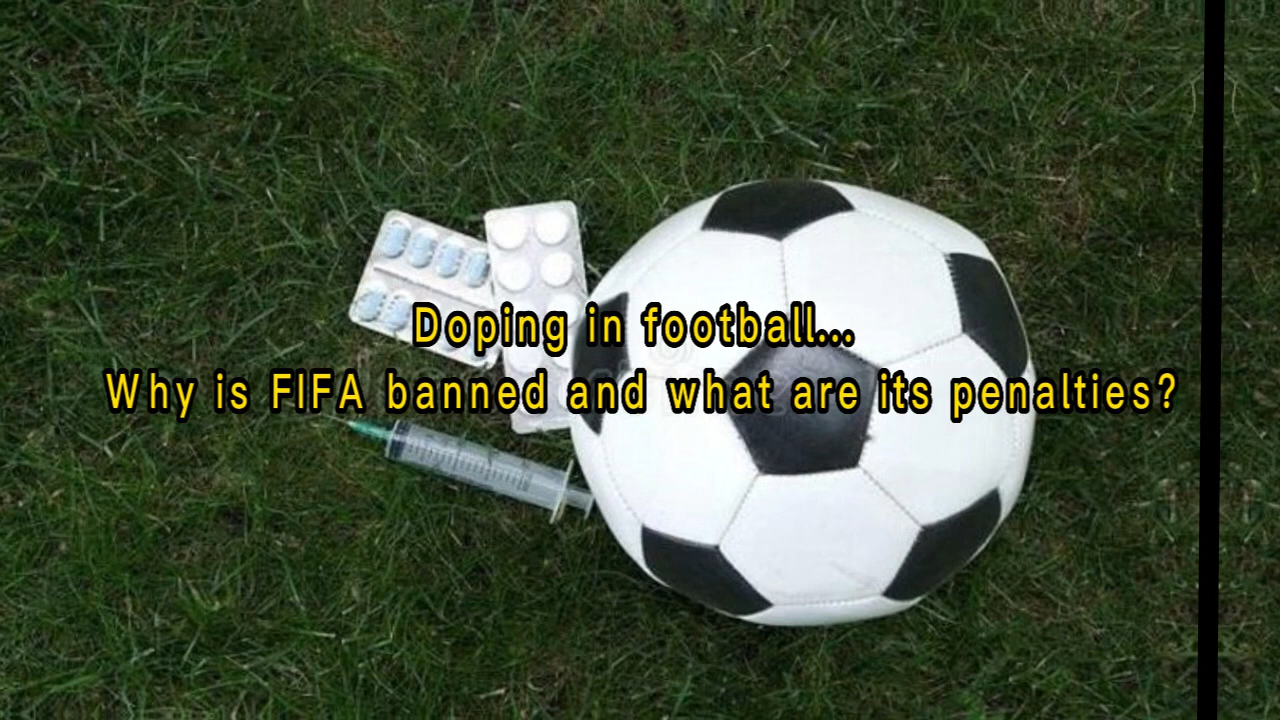 Doping in football...
Why is FIFA banned and what are its penalties?